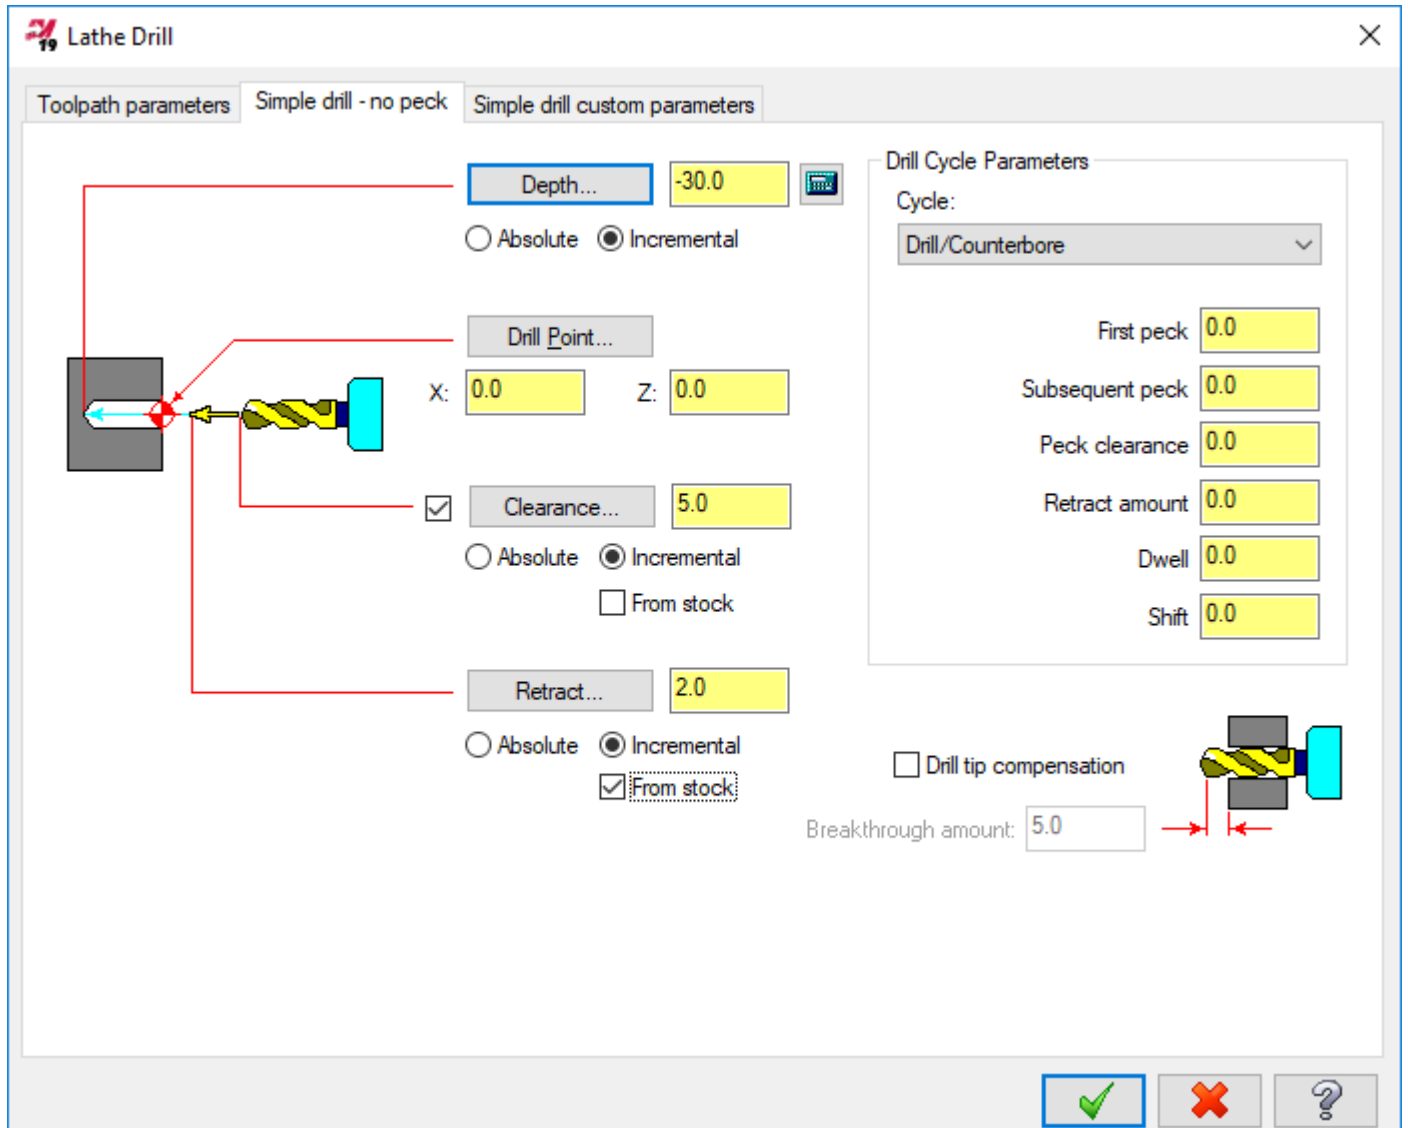 19 Lathe Drill
Toolpath parameters
Simple drill - no peck
Simple drill custom parameters
Depth...
-30.0
Absolute
Incremental
Drill Point...
X:
0.0
Z:
0.0
Clearance...
5.0
Absolute
Incremental
From stock
Retract...
2.0
Absolute
Incremental
From stock
Drill Cycle Parameters
Cycle:
Drill/Counterbore
First peck 0.0
Subsequent peck 0.0
Peck clearance 0.0
Retract amount 0.0
Dwell 0.0
Shift 0.0
Drill tip compensation
Breakthrough amount: 5.0